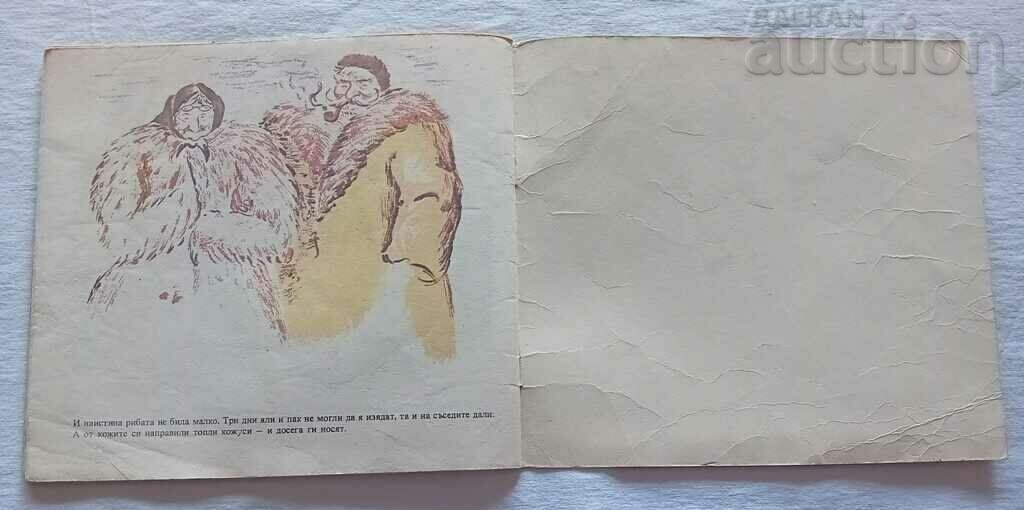 BALKAN
auction
И наистина рибата не била малко. Три дни яли и пак не могли да я изядат, та и на съседите дали.
А от кожите си направили топли кожуси — и досега ги носят.